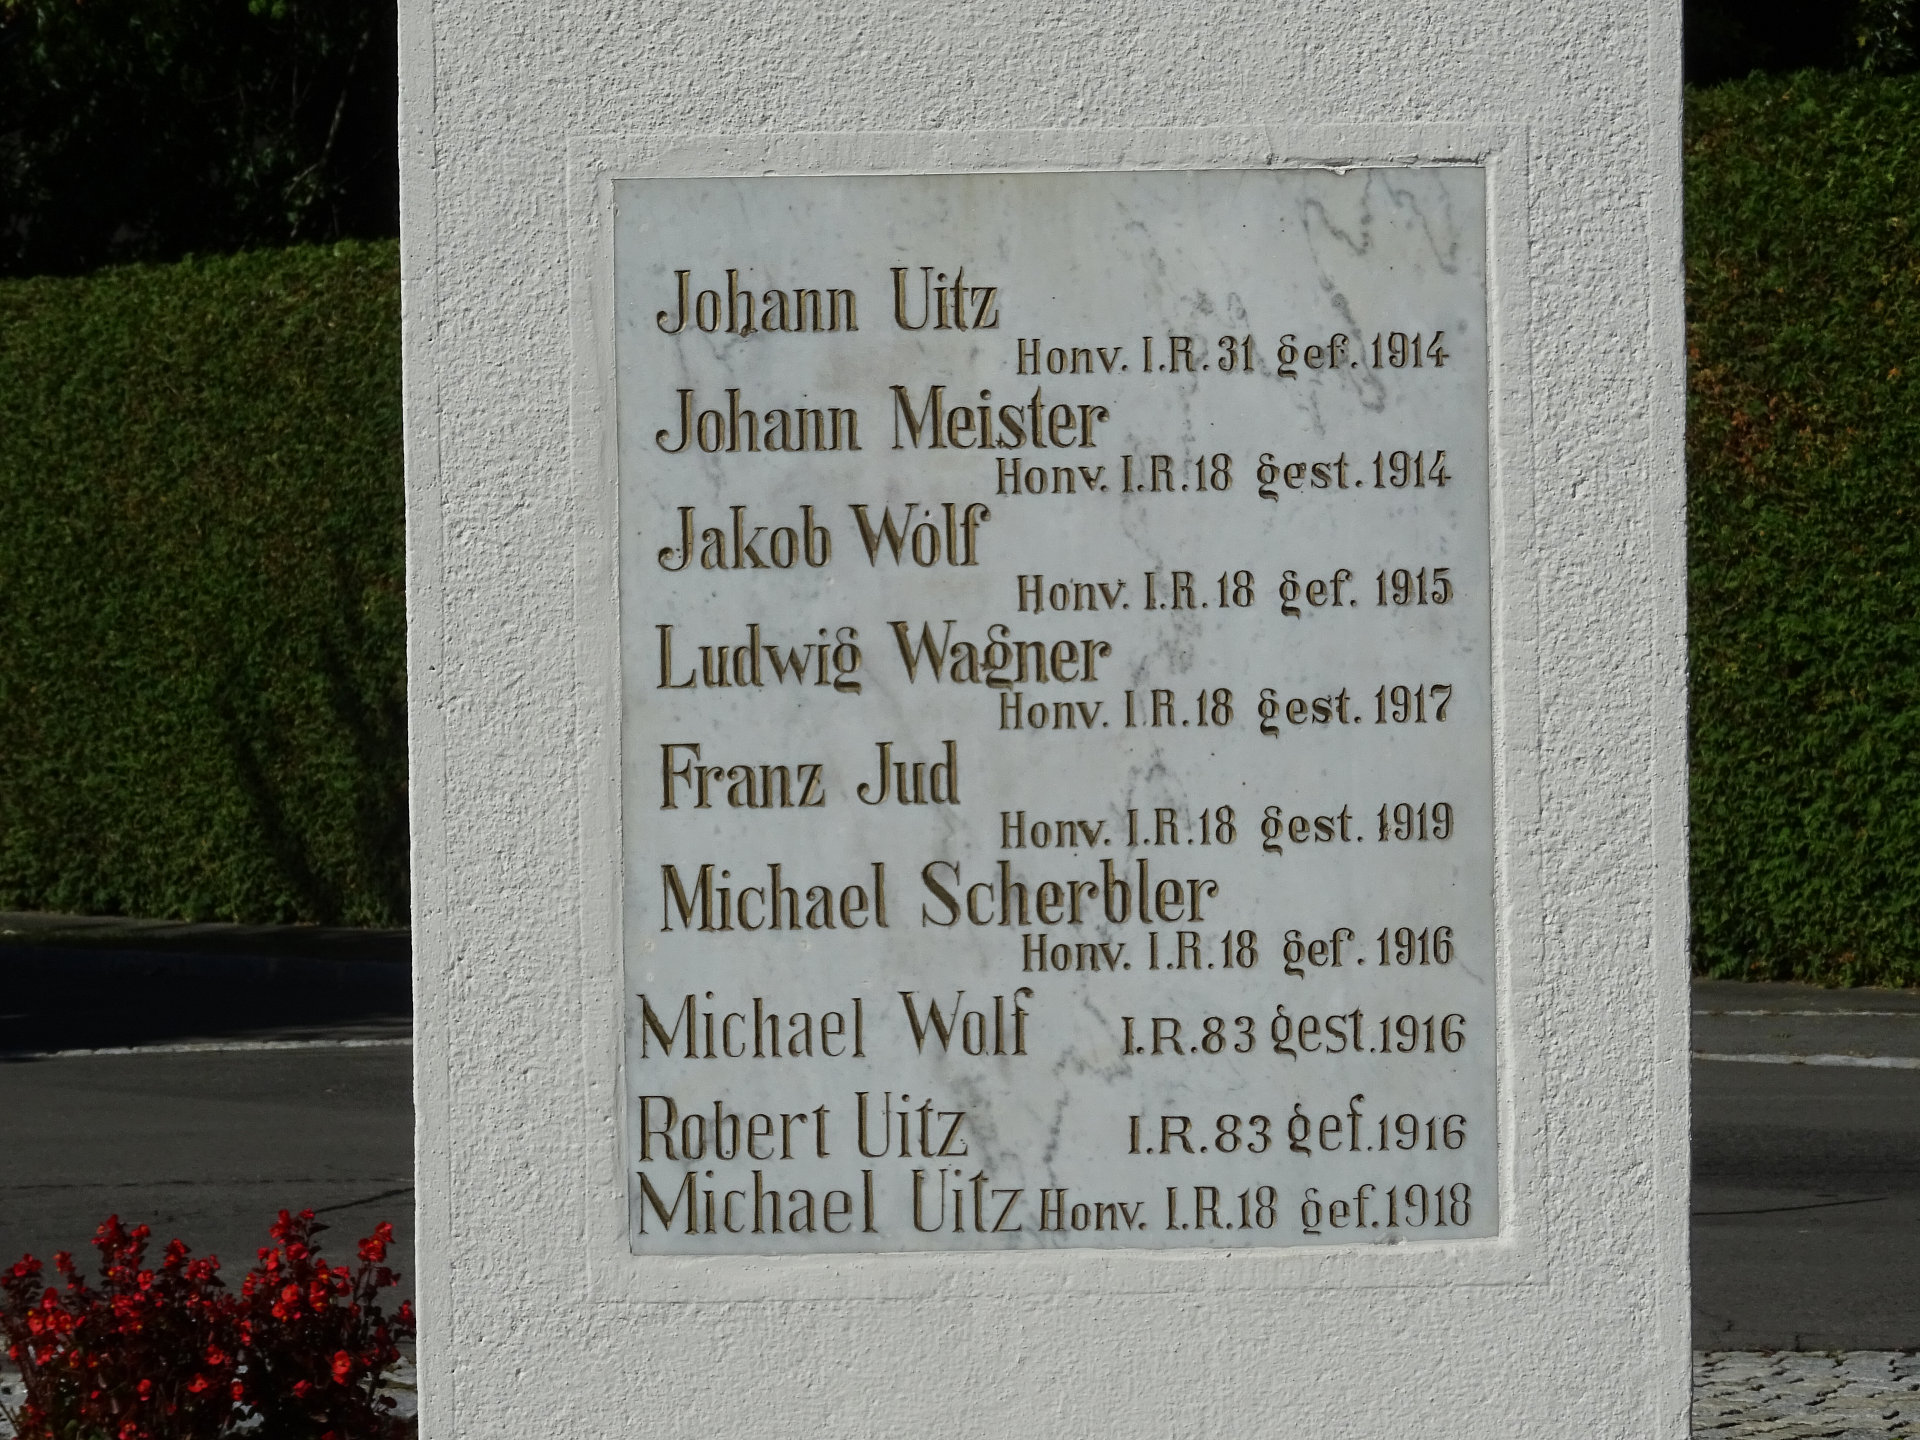 Johann Uitz
Honv. I.R. 31 gef. 1914
Johann Meister
Honv. I.R. 18 gest. 1914
Jakob Wolf
Honv. I.R. 18 gef. 1915
Ludwig Wagner
Honv. I.R. 18 gest. 1917
Franz Jud
Honv. I.R. 18 gest. 1919
Michael Scherbler
Honv. I.R. 18 gef. 1916
Michael Wolf I.R. 83 gest. 1916
Robert Uitz I.R. 83 gef. 1916
Michael Uitz Honv. I.R. 18 gef. 1918